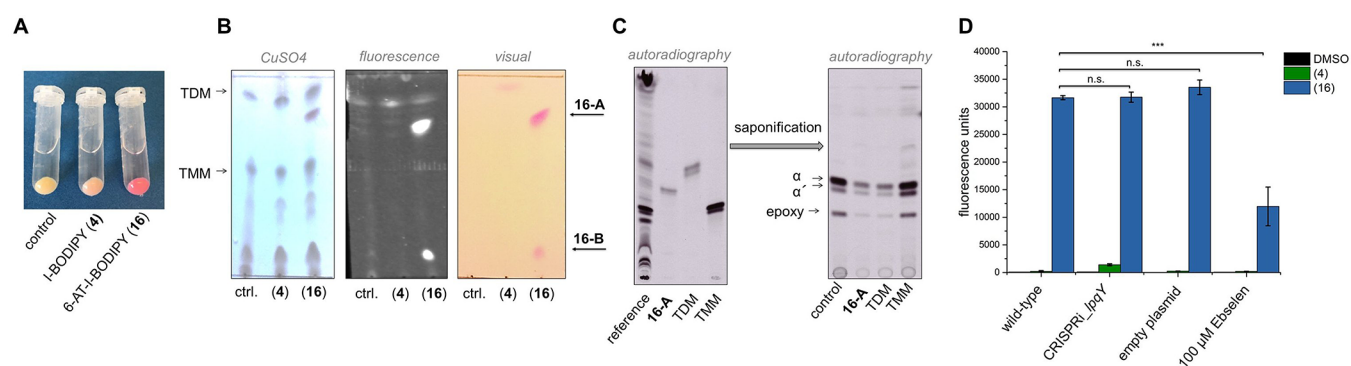 A
control
I-BODIPY (4)
6-AT-I-BODIPY (16)
B
CuSO4
fluorescence
visual
TDM →
TMM →
16-A
16-B
ctrl. (4) (16)
ctrl. (4) (16)
ctrl. (4) (16)
C
autoradiography
autoradiography
saponification
α →
α´ →
epoxy →
reference
16-A
TDM
TMM
control
16-A
TDM
TMM
D
fluorescence units
40000
35000
30000
25000
20000
15000
10000
5000
0
***
n.s.
n.s.
DMSO
(4)
(16)
wild-type
CRISPRi_lpqY
empty plasmid
100 µM Ebselen